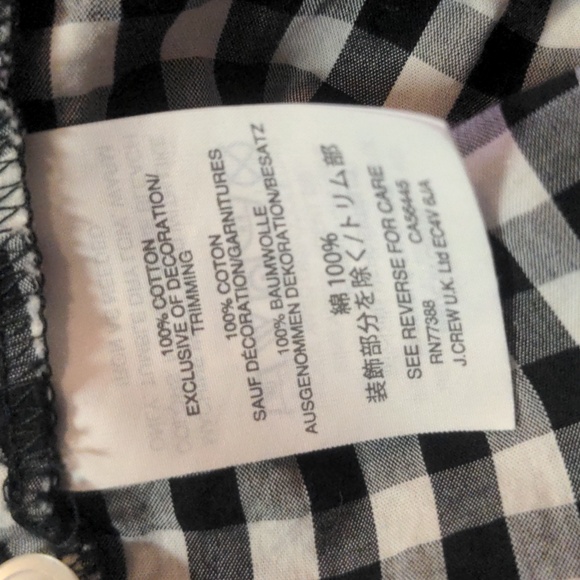 100% COTTON
EXCLUSIVE OF DECORATION/
TRIMMING
100% COTON
SAUF DÉCORATION/GARNITURES
100% BAUMWOLLE
AUSGENOMMEN DEKORATION/BESATZ
綿 100%
装飾部分を除く/トリム部
SEE REVERSE FOR CARE
RN77388 CA56445
J.CREW U.K. Ltd EC4V 6JA